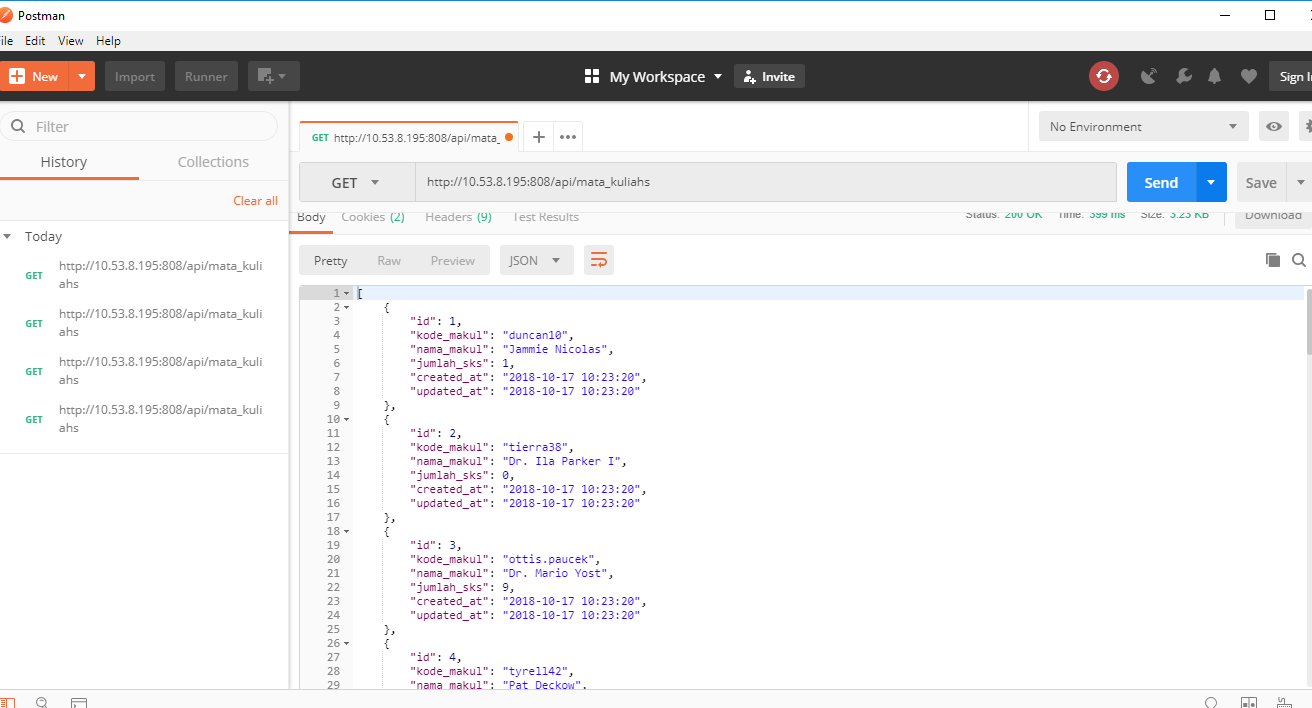 Postman
ile Edit View Help
New Import Runner My Workspace Invite Sign I
Filter
History Collections
Clear all
Today
GET http://10.53.8.195:808/api/mata_kuli
ahs
GET http://10.53.8.195:808/api/mata_kuli
ahs
GET http://10.53.8.195:808/api/mata_kuli
ahs
GET http://10.53.8.195:808/api/mata_kuli
ahs
GET http://10.53.8.195:808/api/mata_ + •••
No Environment
GET http://10.53.8.195:808/api/mata_kuliahs Send Save
Body Cookies (2) Headers (9) Test Results Status: 200 OK Time: 399 ms Size: 3.23 KB Download
Pretty Raw Preview JSON
1 [
2 {
3 "id": 1,
4 "kode_makul": "duncan10",
5 "nama_makul": "Jammie Nicolas",
6 "jumlah_sks": 1,
7 "created_at": "2018-10-17 10:23:20",
8 "updated_at": "2018-10-17 10:23:20"
9 },
10 {
11 "id": 2,
12 "kode_makul": "tierra38",
13 "nama_makul": "Dr. Ila Parker I",
14 "jumlah_sks": 0,
15 "created_at": "2018-10-17 10:23:20",
16 "updated_at": "2018-10-17 10:23:20"
17 },
18 {
19 "id": 3,
20 "kode_makul": "ottis.paucek",
21 "nama_makul": "Dr. Mario Yost",
22 "jumlah_sks": 9,
23 "created_at": "2018-10-17 10:23:20",
24 "updated_at": "2018-10-17 10:23:20"
25 },
26 {
27 "id": 4,
28 "kode_makul": "tyrell42",
29 "nama_makul": "Pat Deckow",